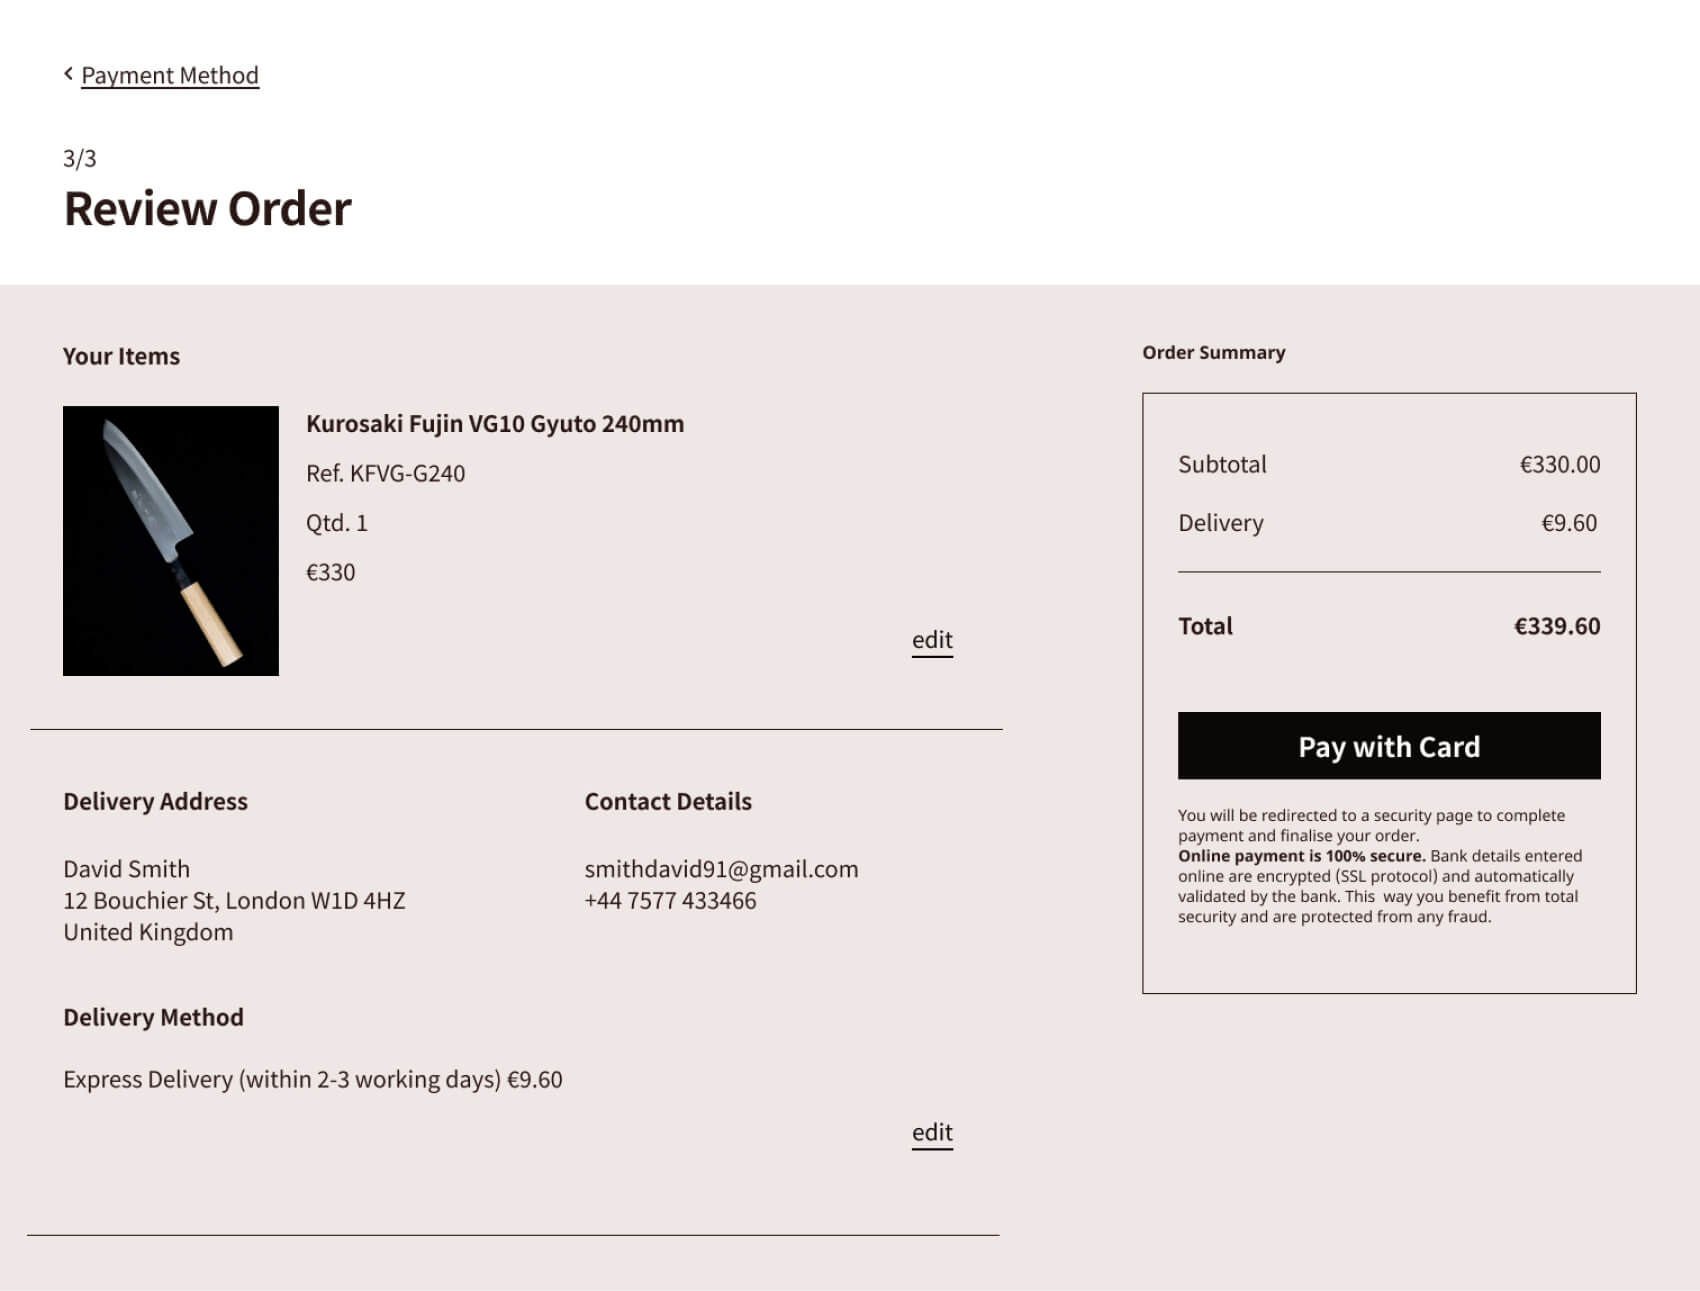 Payment Method
3/3
Review Order
Your Items
Kurosaki Fujin VG10 Gyuto 240mm
Ref. KFVG-G240
Qtd. 1
€330
edit
Delivery Address
David Smith
12 Bouchier St, London W1D 4HZ
United Kingdom
Contact Details
smithdavid91@gmail.com
+44 7577 433466
Delivery Method
Express Delivery (within 2-3 working days) €9.60
edit
Order Summary
Subtotal €330.00
Delivery €9.60
Total €339.60
Pay with Card
You will be redirected to a security page to complete
payment and finalise your order.
Online payment is 100% secure. Bank details entered
online are encrypted (SSL protocol) and automatically
validated by the bank. This  way you benefit from total
security and are protected from any fraud.